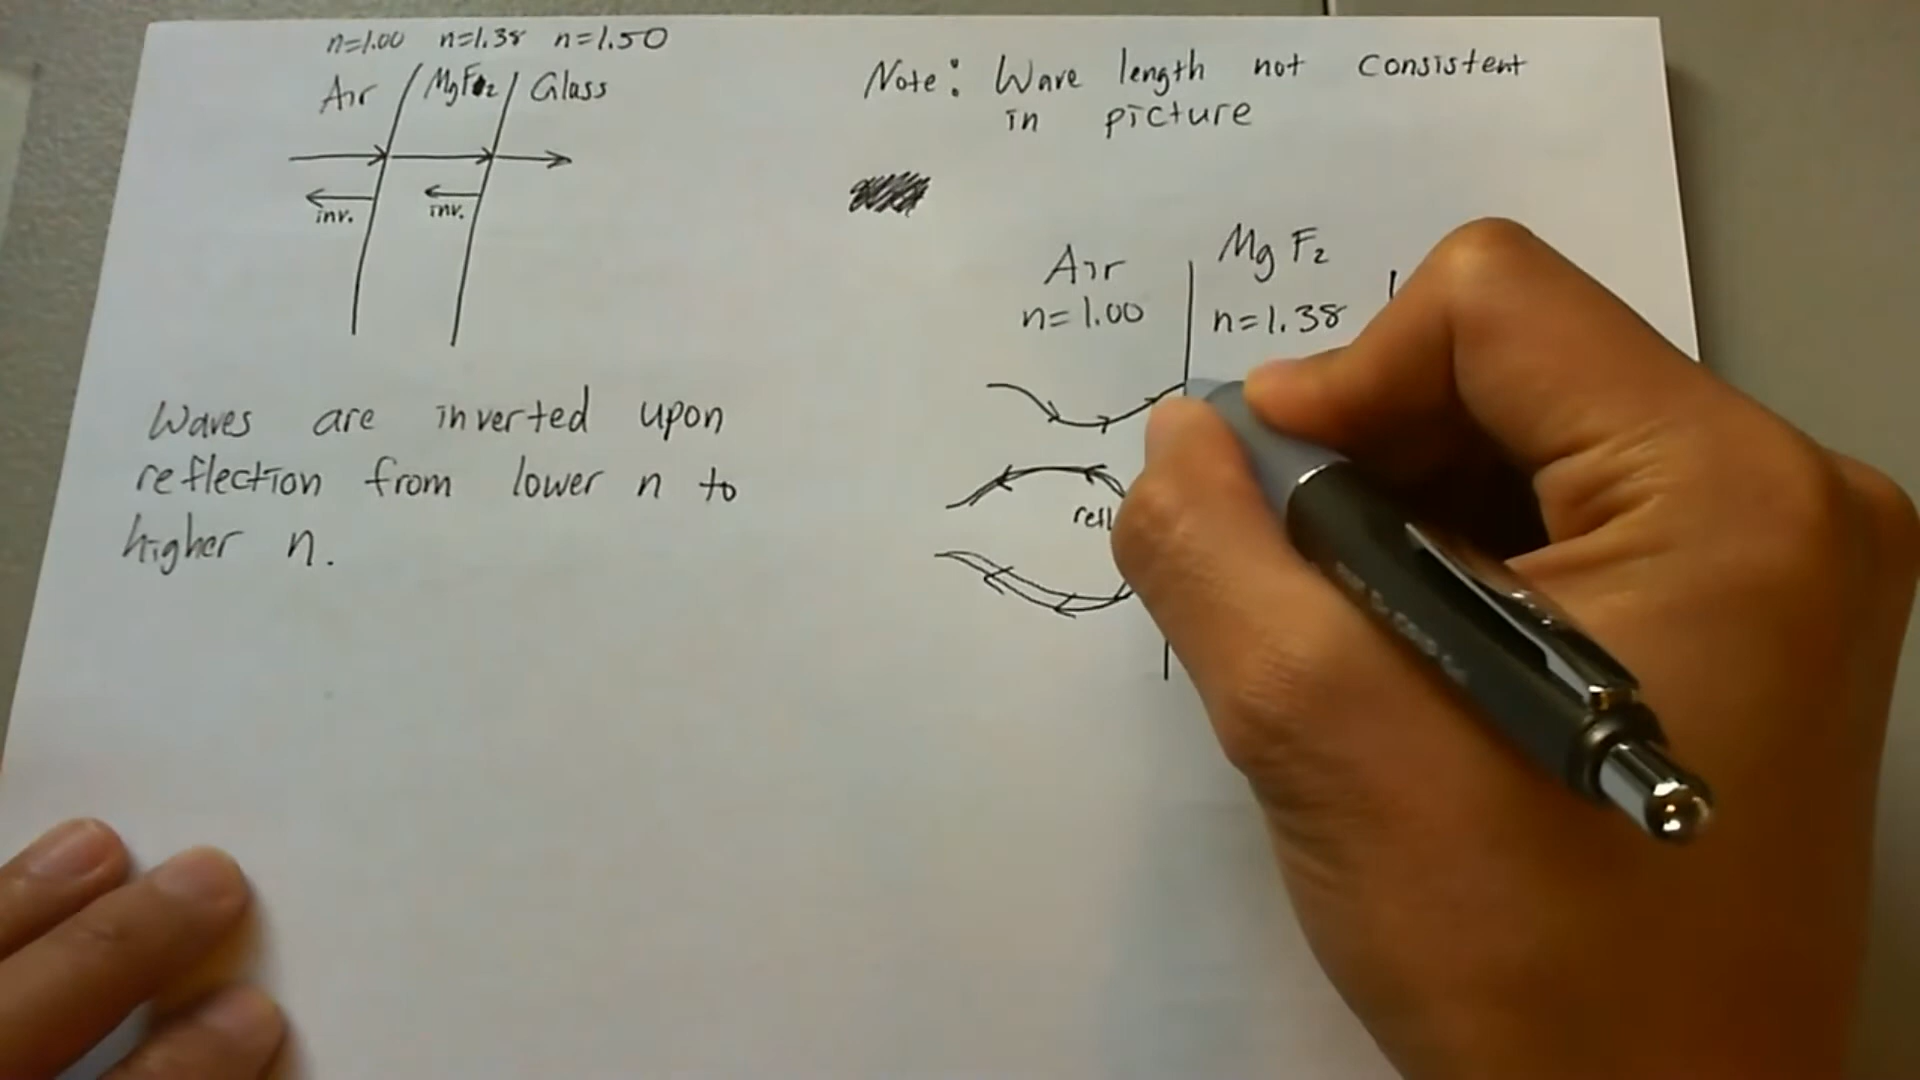 n=1.00 n=1.38 n=1.50
Air MgF2 Glass
inv. inv.
Waves are inverted upon
reflection from lower n to
higher n.
Note: Wave length not consistent
in picture
Air MgF2
n=1.00 n=1.38